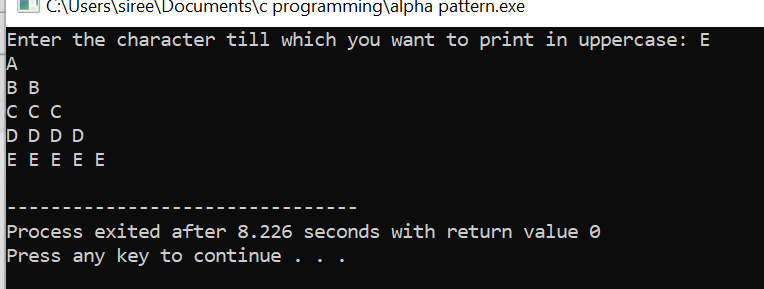 C:\Users\siree\Documents\c programming\alpha pattern.exe
Enter the character till which you want to print in uppercase: E
A
B B
C C C
D D D D
E E E E E
--------------------------------
Process exited after 8.226 seconds with return value 0
Press any key to continue . . .